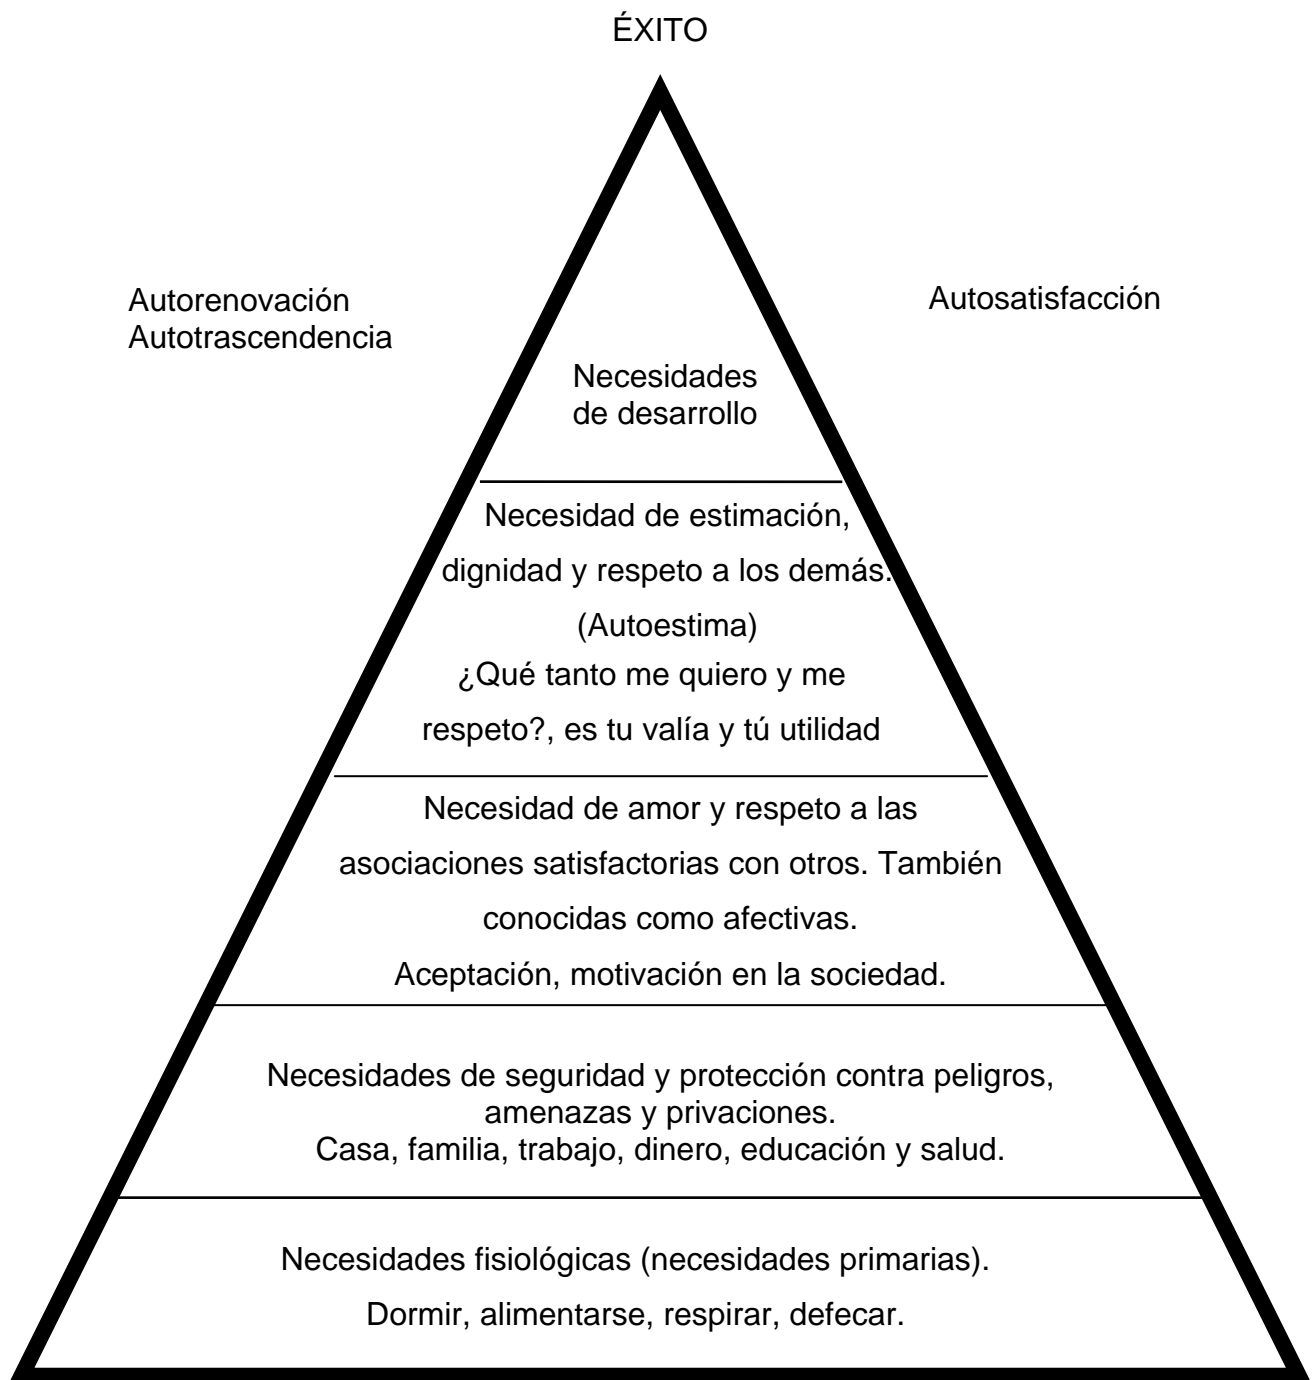 ÉXITO
Autorenovación
Autotrascendencia
Autosatisfacción
Necesidades
de desarrollo
Necesidad de estimación,
dignidad y respeto a los demás.
(Autoestima)
¿Qué tanto me quiero y me
respeto?, es tu valía y tú utilidad
Necesidad de amor y respeto a las
asociaciones satisfactorias con otros. También
conocidas como afectivas.
Aceptación, motivación en la sociedad.
Necesidades de seguridad y protección contra peligros,
amenazas y privaciones.
Casa, familia, trabajo, dinero, educación y salud.
Necesidades fisiológicas (necesidades primarias).
Dormir, alimentarse, respirar, defecar.